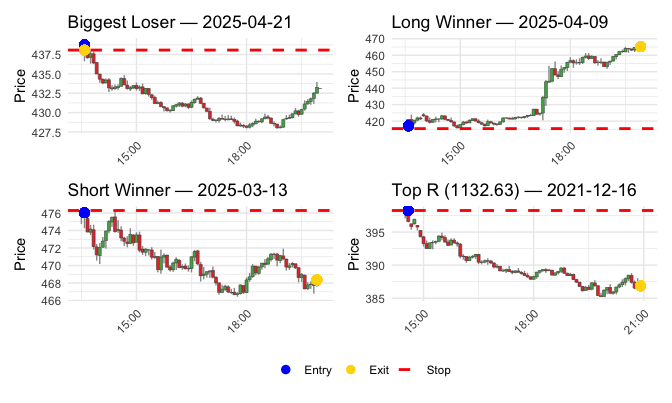 Biggest Loser — 2025-04-21
Price
437.5
435.0
432.5
430.0
427.5
15:00
18:00
Long Winner — 2025-04-09
Price
470
460
450
440
430
420
15:00
18:00
Short Winner — 2025-03-13
Price
476
474
472
470
468
466
15:00
18:00
Top R (1132.63) — 2021-12-16
Price
395
390
385
15:00
18:00
21:00
Entry
Exit
Stop